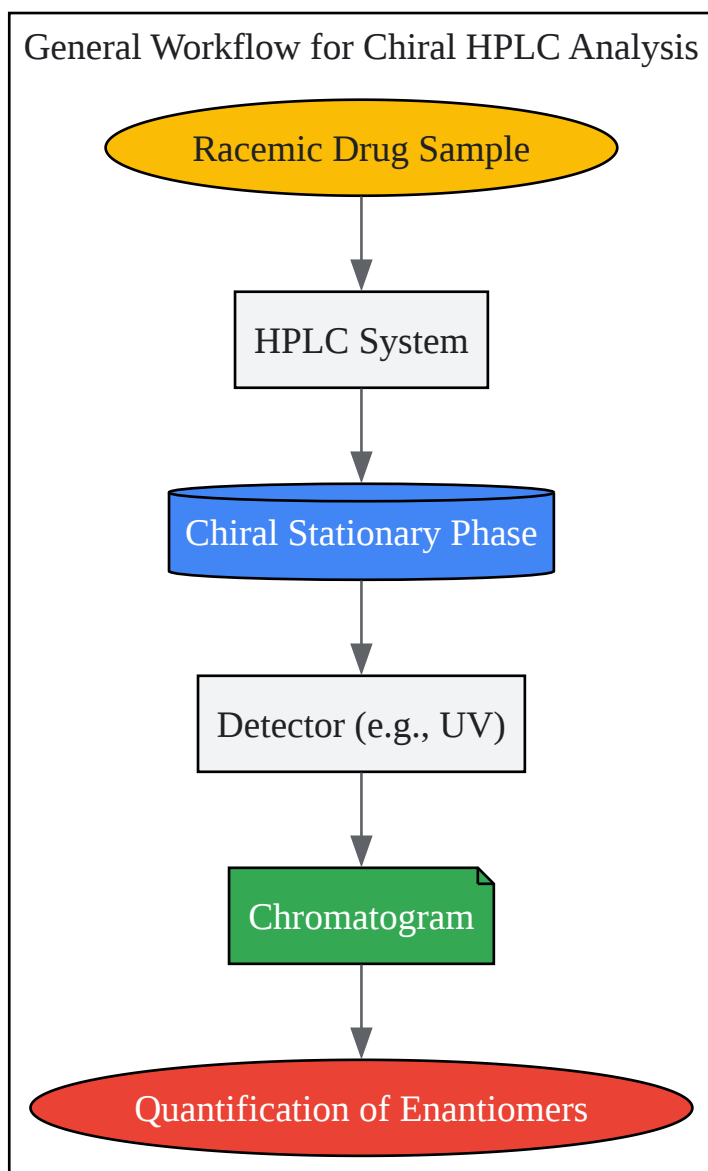 General Workflow for Chiral HPLC Analysis
Racemic Drug Sample
HPLC System
Chiral Stationary Phase
Detector (e.g., UV)
Chromatogram
Quantification of Enantiomers